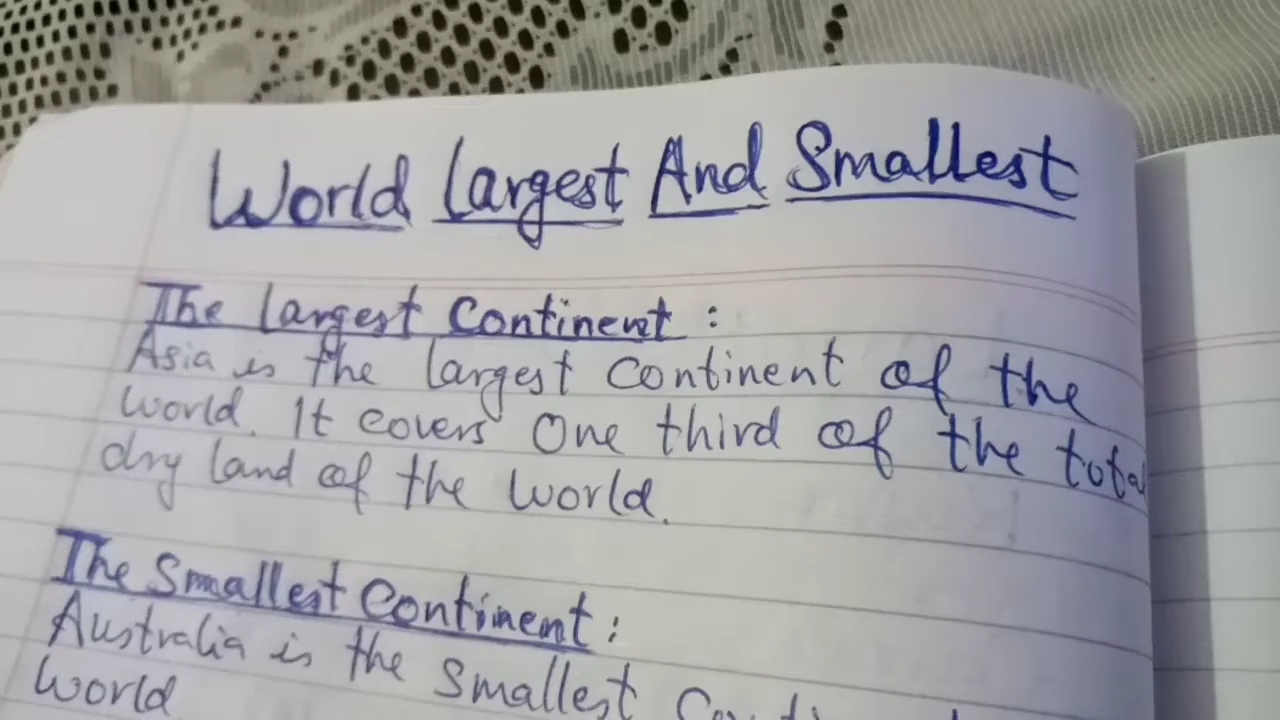 World Largest And Smallest
The Largest Continent :
Asia is the largest continent of the
world. It covers One third of the total
dry land of the world.
The Smallest Continent :
Australia is the Smallest
world